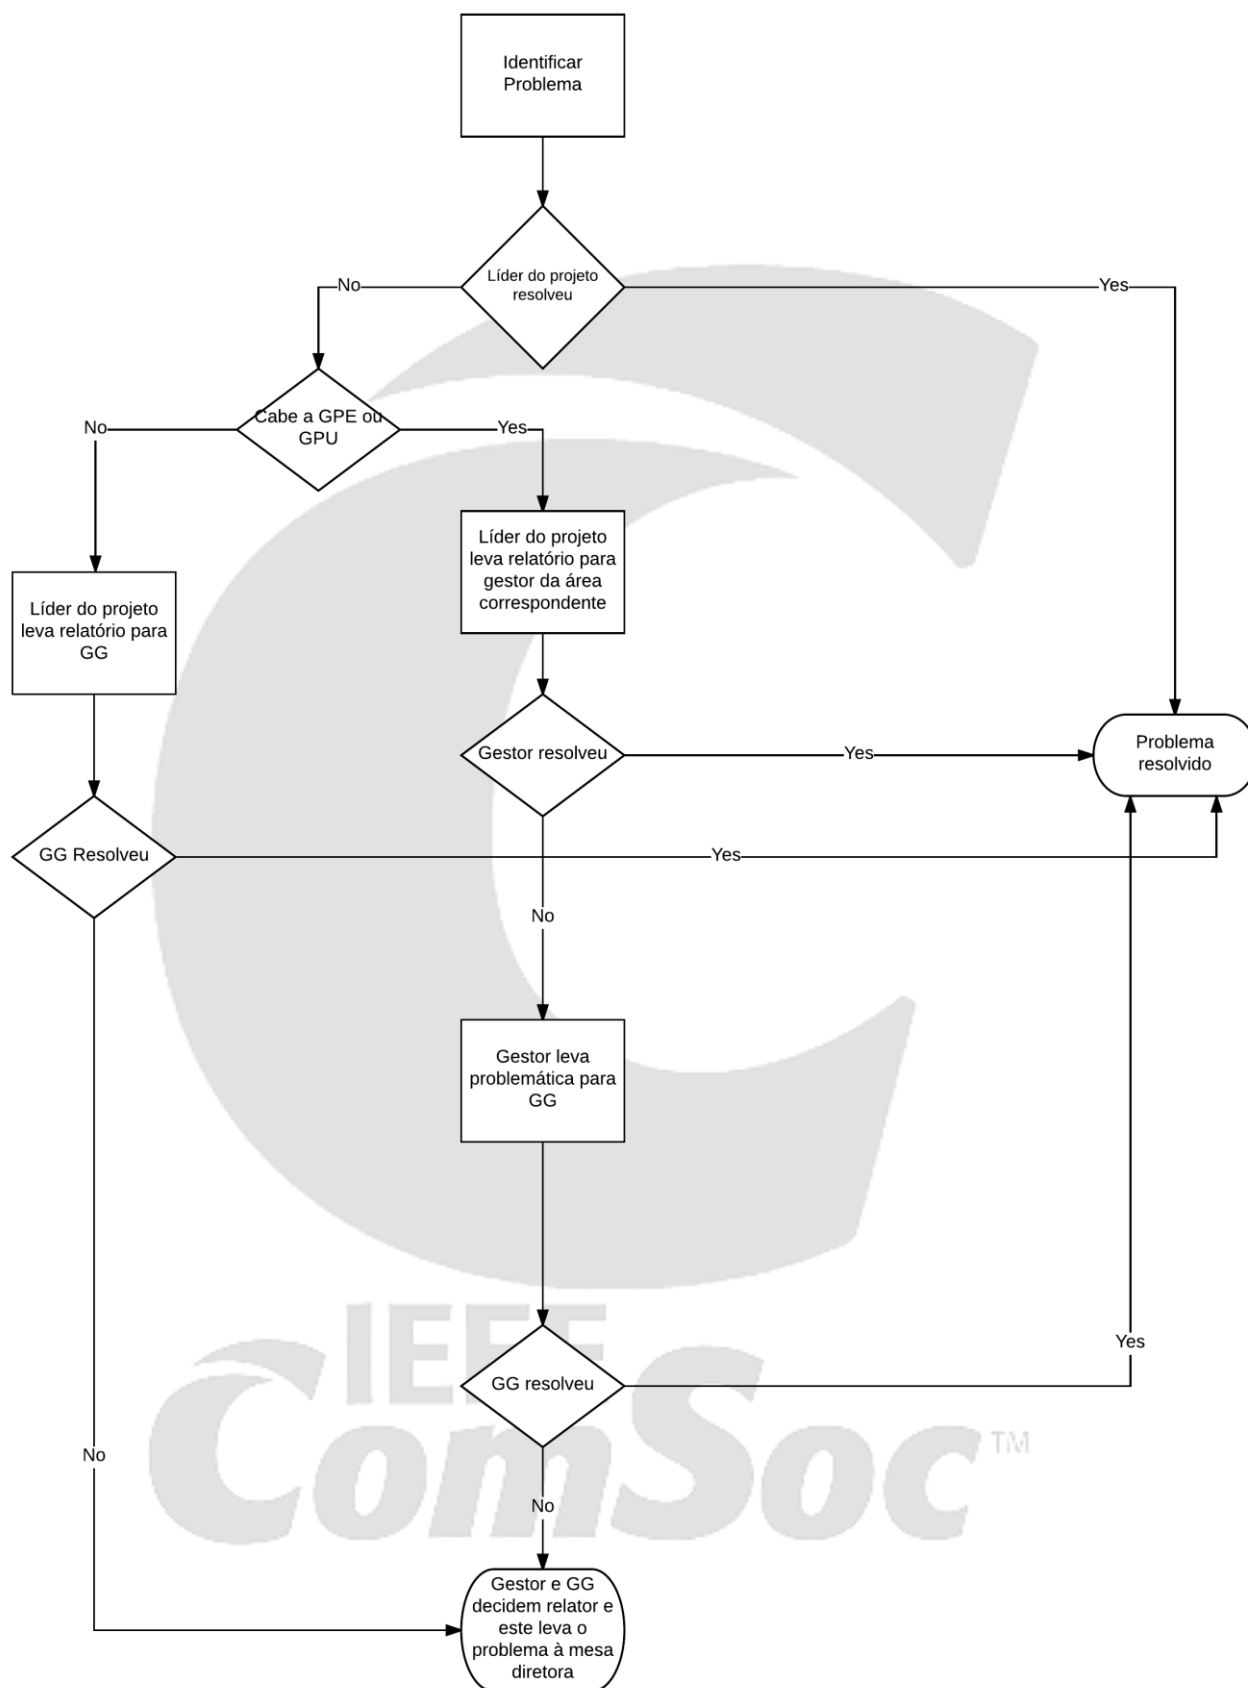 Identificar
Problema
Líder do projeto
resolveu
No
Yes
Cabe a GPE ou
GPU
No
Yes
Líder do projeto
leva relatório para
gestor da área
correspondente
Líder do projeto
leva relatório para
GG
Gestor resolveu
Yes
Problema
resolvido
GG Resolveu
Yes
No
Gestor leva
problemática para
GG
IEEE
ComSoc™
GG resolveu
Yes
No
No
Gestor e GG
decidem relator e
este leva o
problema à mesa
diretora